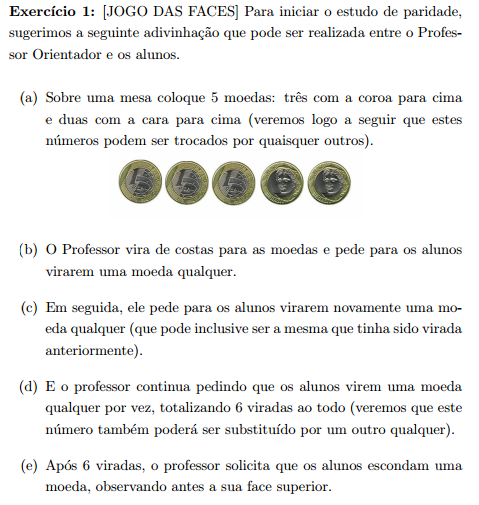 Exercício 1: [JOGO DAS FACES] Para iniciar o estudo de paridade,
sugerimos a seguinte adivinhação que pode ser realizada entre o Profes-
sor Orientador e os alunos.
(a) Sobre uma mesa coloque 5 moedas: três com a coroa para cima
e duas com a cara para cima (veremos logo a seguir que estes
números podem ser trocados por quaisquer outros).
(b) O Professor vira de costas para as moedas e pede para os alunos
virarem uma moeda qualquer.
(c) Em seguida, ele pede para os alunos virarem novamente uma mo-
eda qualquer (que pode inclusive ser a mesma que tinha sido virada
anteriormente).
(d) E o professor continua pedindo que os alunos virem uma moeda
qualquer por vez, totalizando 6 viradas ao todo (veremos que este
número também poderá ser substituído por um outro qualquer).
(e) Após 6 viradas, o professor solicita que os alunos escondam uma
moeda, observando antes a sua face superior.